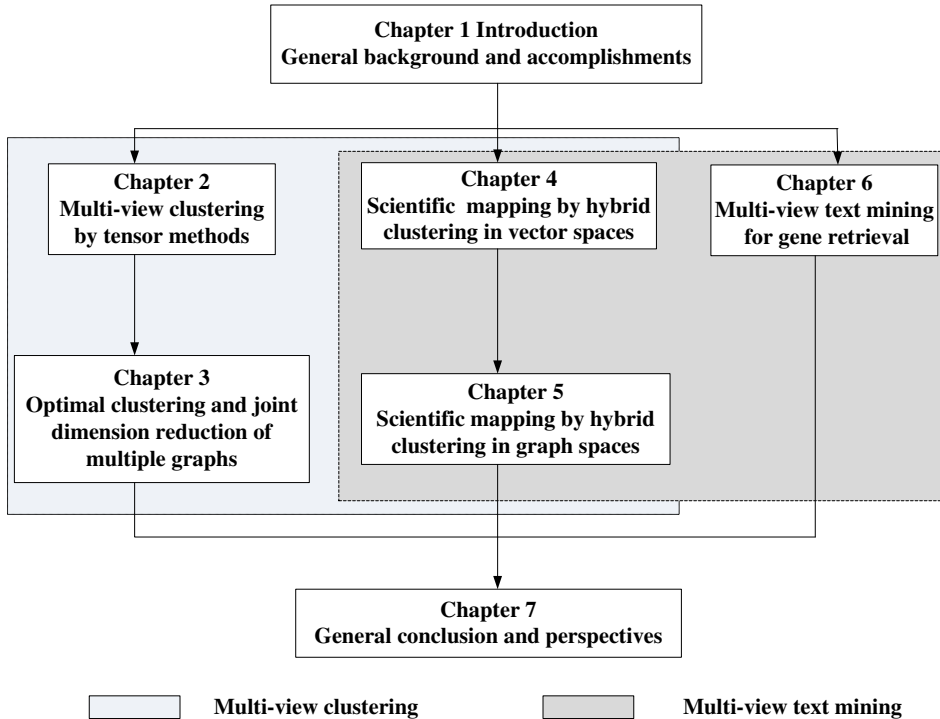 Chapter 1 Introduction
General background and accomplishments
Chapter 2
Multi-view clustering
by tensor methods
Chapter 4
Scientific mapping by hybrid
clustering in vector spaces
Chapter 6
Multi-view text mining
for gene retrieval
Chapter 3
Optimal clustering and joint
dimension reduction of
multiple graphs
Chapter 5
Scientific mapping by hybrid
clustering in graph spaces
Chapter 7
General conclusion and perspectives
Multi-view clustering
Multi-view text mining